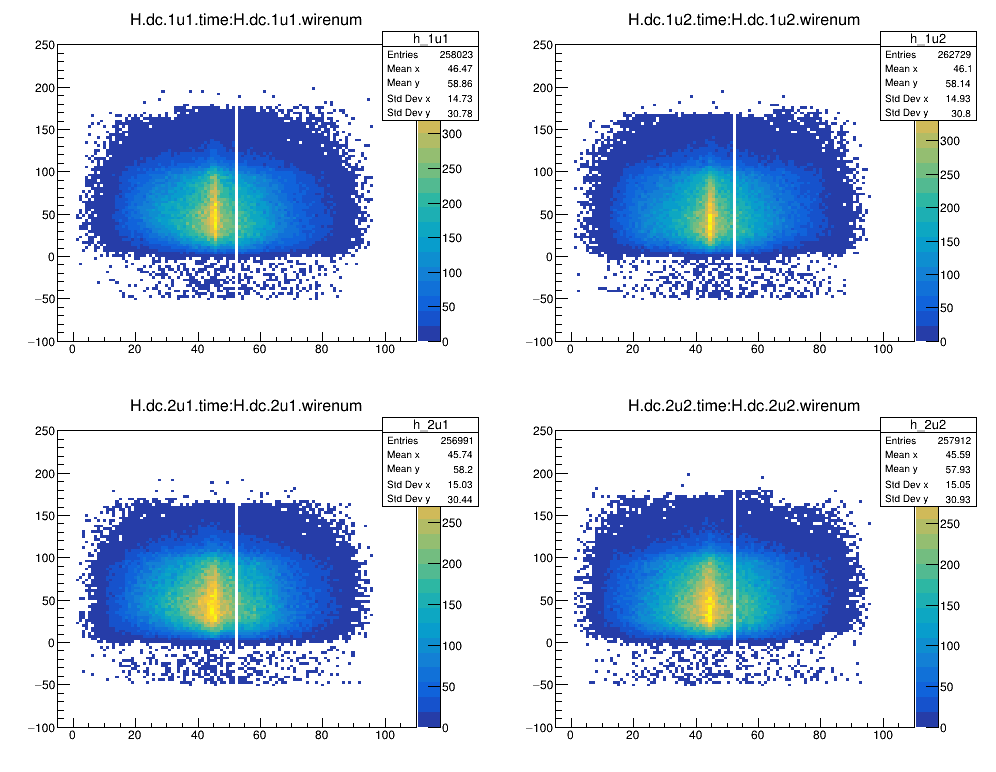 H.dc.1u1.time:H.dc.1u1.wirenum
h_1u1
Entries 258023
Mean x 46.47
Mean y 58.86
Std Dev x 14.73
Std Dev y 30.78
250
200
150
100
50
0
−50
−100
0 20 40 60 80 100
300
250
200
150
100
50
0
H.dc.1u2.time:H.dc.1u2.wirenum
h_1u2
Entries 262729
Mean x 46.1
Mean y 58.14
Std Dev x 14.93
Std Dev y 30.8
250
200
150
100
50
0
−50
−100
0 20 40 60 80 100
300
250
200
150
100
50
0
H.dc.2u1.time:H.dc.2u1.wirenum
h_2u1
Entries 256991
Mean x 45.74
Mean y 58.2
Std Dev x 15.03
Std Dev y 30.44
250
200
150
100
50
0
−50
−100
0 20 40 60 80 100
250
200
150
100
50
0
H.dc.2u2.time:H.dc.2u2.wirenum
h_2u2
Entries 257912
Mean x 45.59
Mean y 57.93
Std Dev x 15.05
Std Dev y 30.93
250
200
150
100
50
0
−50
−100
0 20 40 60 80 100
250
200
150
100
50
0